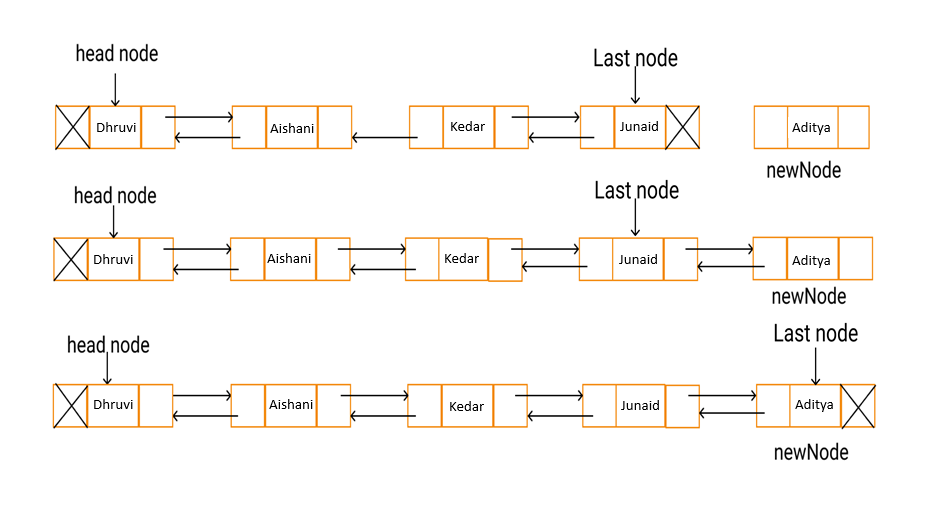 head node
Last node
Dhruvi Aishani Kedar Junaid Aditya
newNode
head node
Last node
Dhruvi Aishani Kedar Junaid Aditya
newNode
head node
Last node
Dhruvi Aishani Kedar Junaid Aditya
newNode